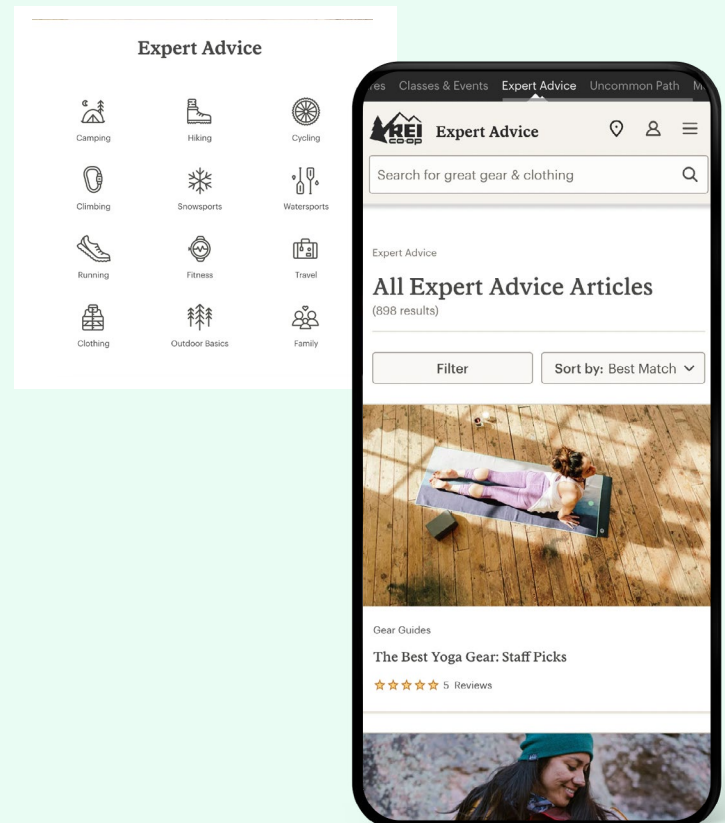 Expert Advice
Camping Hiking Cycling
Climbing Snowsports Watersports
Running Fitness Travel
Clothing Outdoor Basics Family
Classes & Events Expert Advice Uncommon Path
REI CO-OP Expert Advice
Search for great gear & clothing
Expert Advice
All Expert Advice Articles
(898 results)
Filter Sort by: Best Match
Gear Guides
The Best Yoga Gear: Staff Picks
5 Reviews